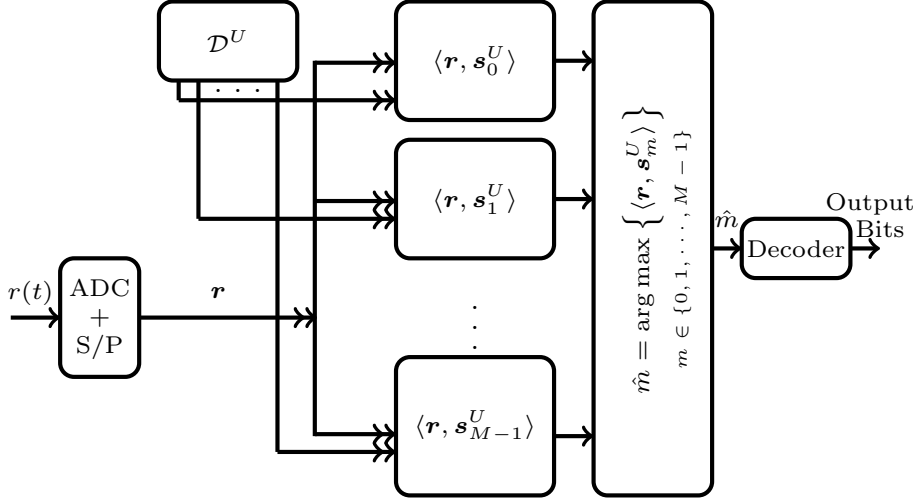 𝒟^U
· · ·
⟨r, s_0^U⟩
⟨r, s_1^U⟩
r(t)
ADC
+
S/P
r
.
.
.
⟨r, s_{M−1}^U⟩
m̂ = arg max {⟨r, s_m^U⟩}
m ∈ {0, 1, · · · , M − 1}
m̂
Decoder
Output
Bits